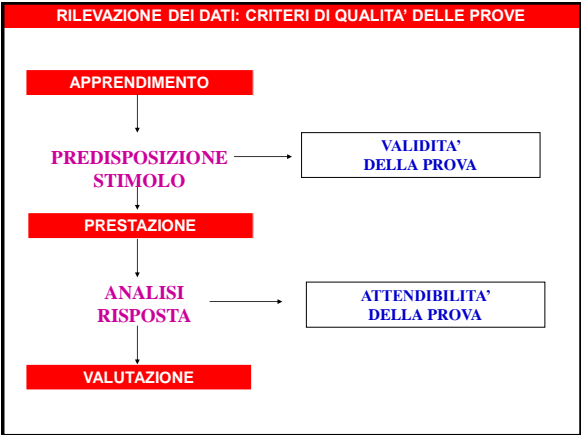 RILEVAZIONE DEI DATI: CRITERI DI QUALITA' DELLE PROVE
APPRENDIMENTO
PREDISPOSIZIONE
STIMOLO
VALIDITA'
DELLA PROVA
PRESTAZIONE
ANALISI
RISPOSTA
ATTENDIBILITA'
DELLA PROVA
VALUTAZIONE